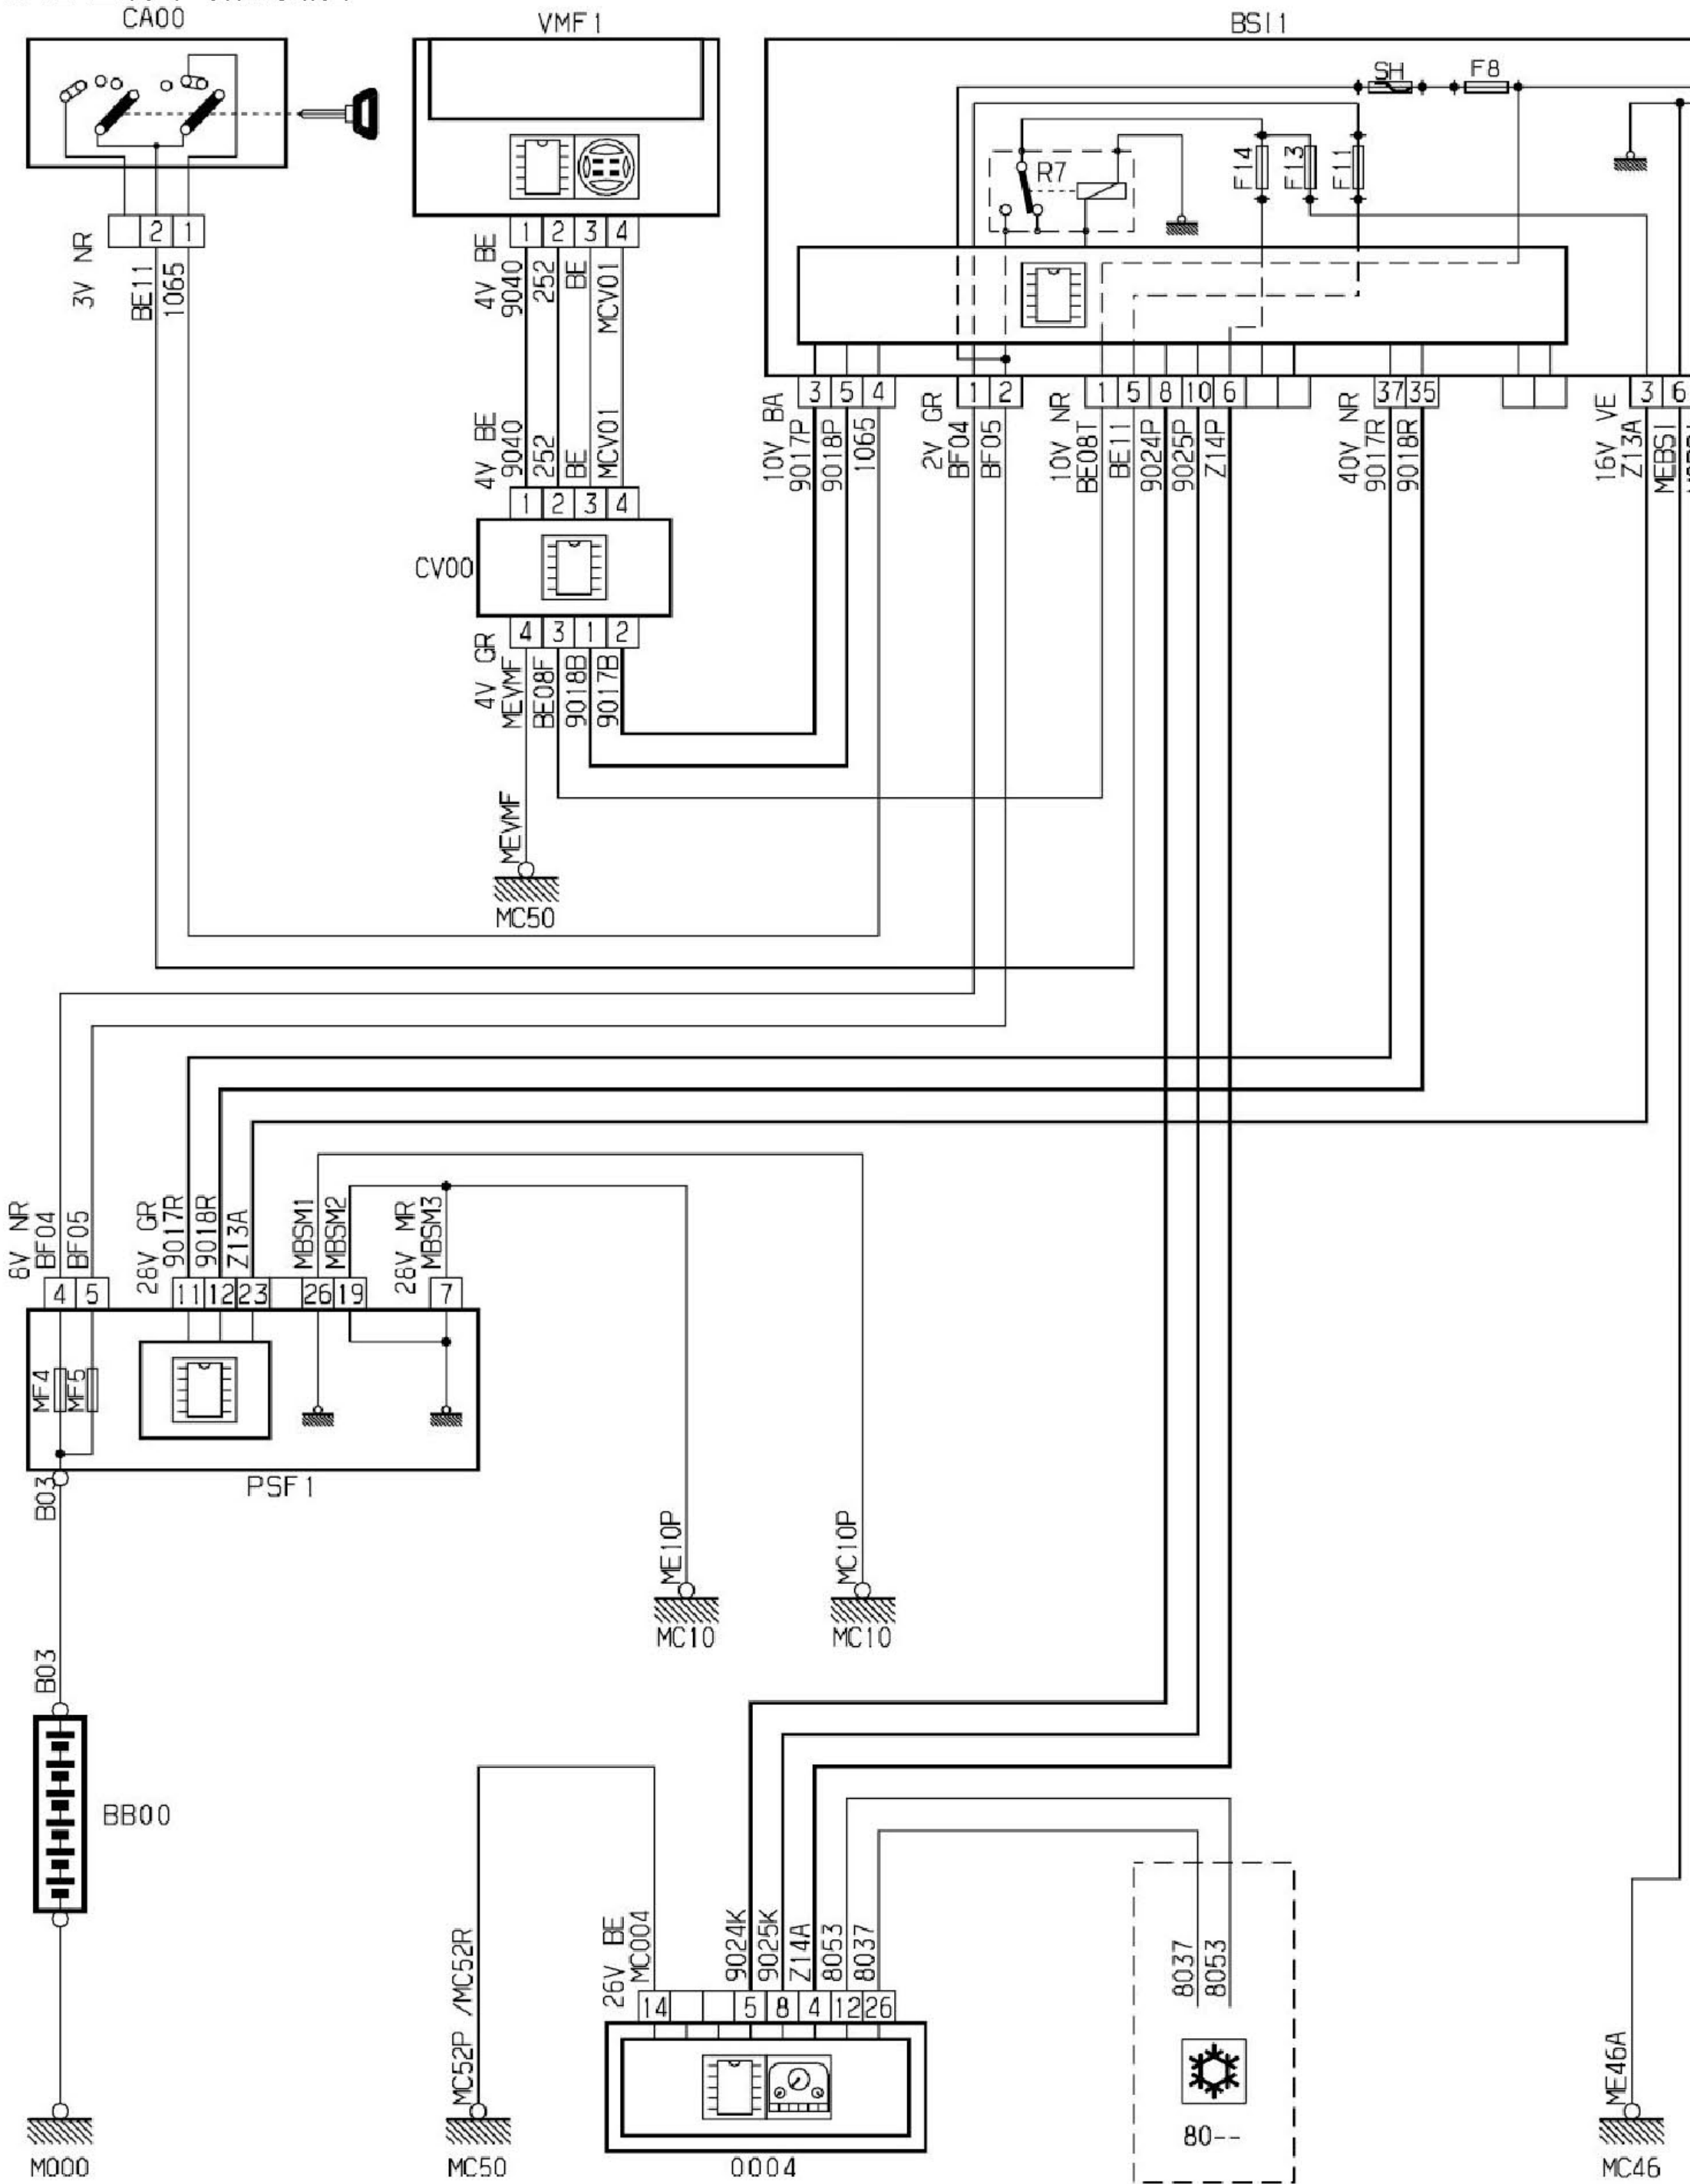 CA00
VMF1
BSI1
SH
F8
R7
F14
F13
F11
3V NR
2
1
BE11
1065
4V BE
1
2
3
4
9040
252
BE
MCV01
4V BE
9040
252
BE
MCV01
1
2
3
4
CV00
4V GR
4
3
1
2
MEVMF
BE08F
9018B
9017B
MEVMF
MC50
10V BA
3
5
4
9017P
9018P
1065
2V GR
1
2
BF04
BF05
10V NR
1
5
8
10
6
BE08T
BE11
9024P
9025P
Z14P
40V NR
37
35
9017R
9018R
16V VE
3
6
Z13A
MEBSI
8V NR
BF04
BF05
4
5
28V GR
9017R
9018R
Z13A
MBSM1
MBSM2
11
12
23
26
19
28V MR
MBSM3
7
MF4
MF5
PSF1
B03
B03
BB00
M000
ME10P
MC10
MC10P
MC10
MC52P /MC52R
MC50
26V BE
MC004
9024K
9025K
Z14A
8053
8037
14
5
8
4
12
26
0004
8037
8053
80--
ME46A
MC46